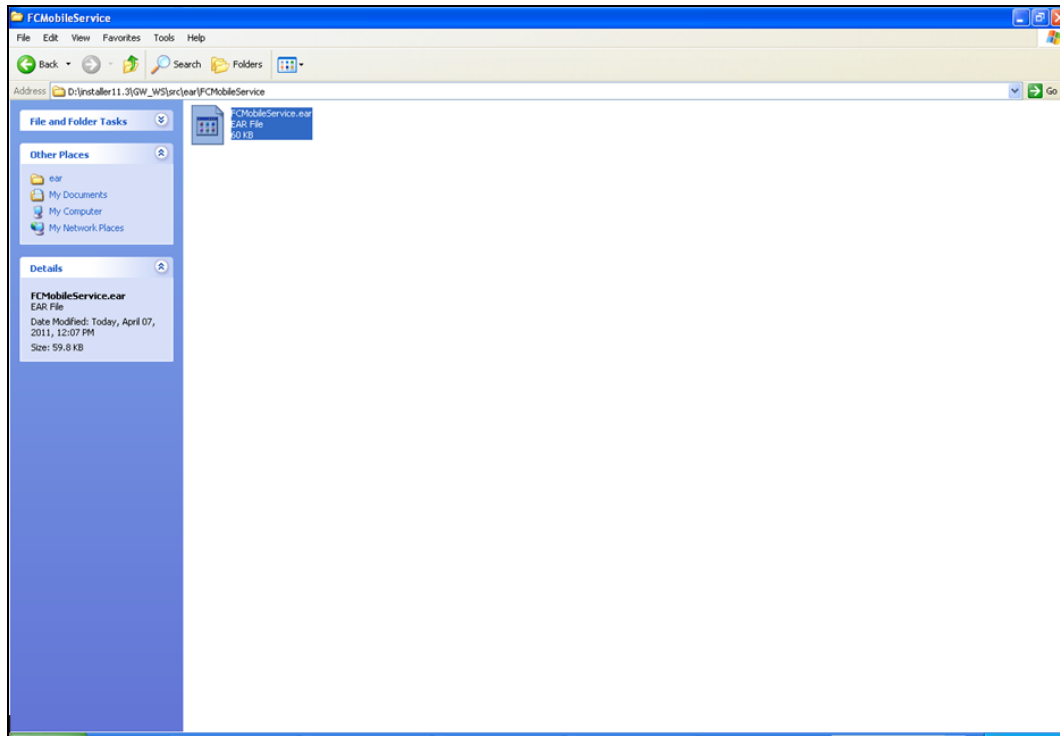 FCMobileService
File Edit View Favorites Tools Help
Back Search Folders
Address D:\installer11.3\GW_WS\src\ear\FCMobileService Go
File and Folder Tasks
Other Places
ear
My Documents
My Computer
My Network Places
Details
FCMobileService.ear
EAR File
Date Modified: Today, April 07,
2011, 12:07 PM
Size: 59.8 KB
FCMobileService.ear
EAR File
60 KB